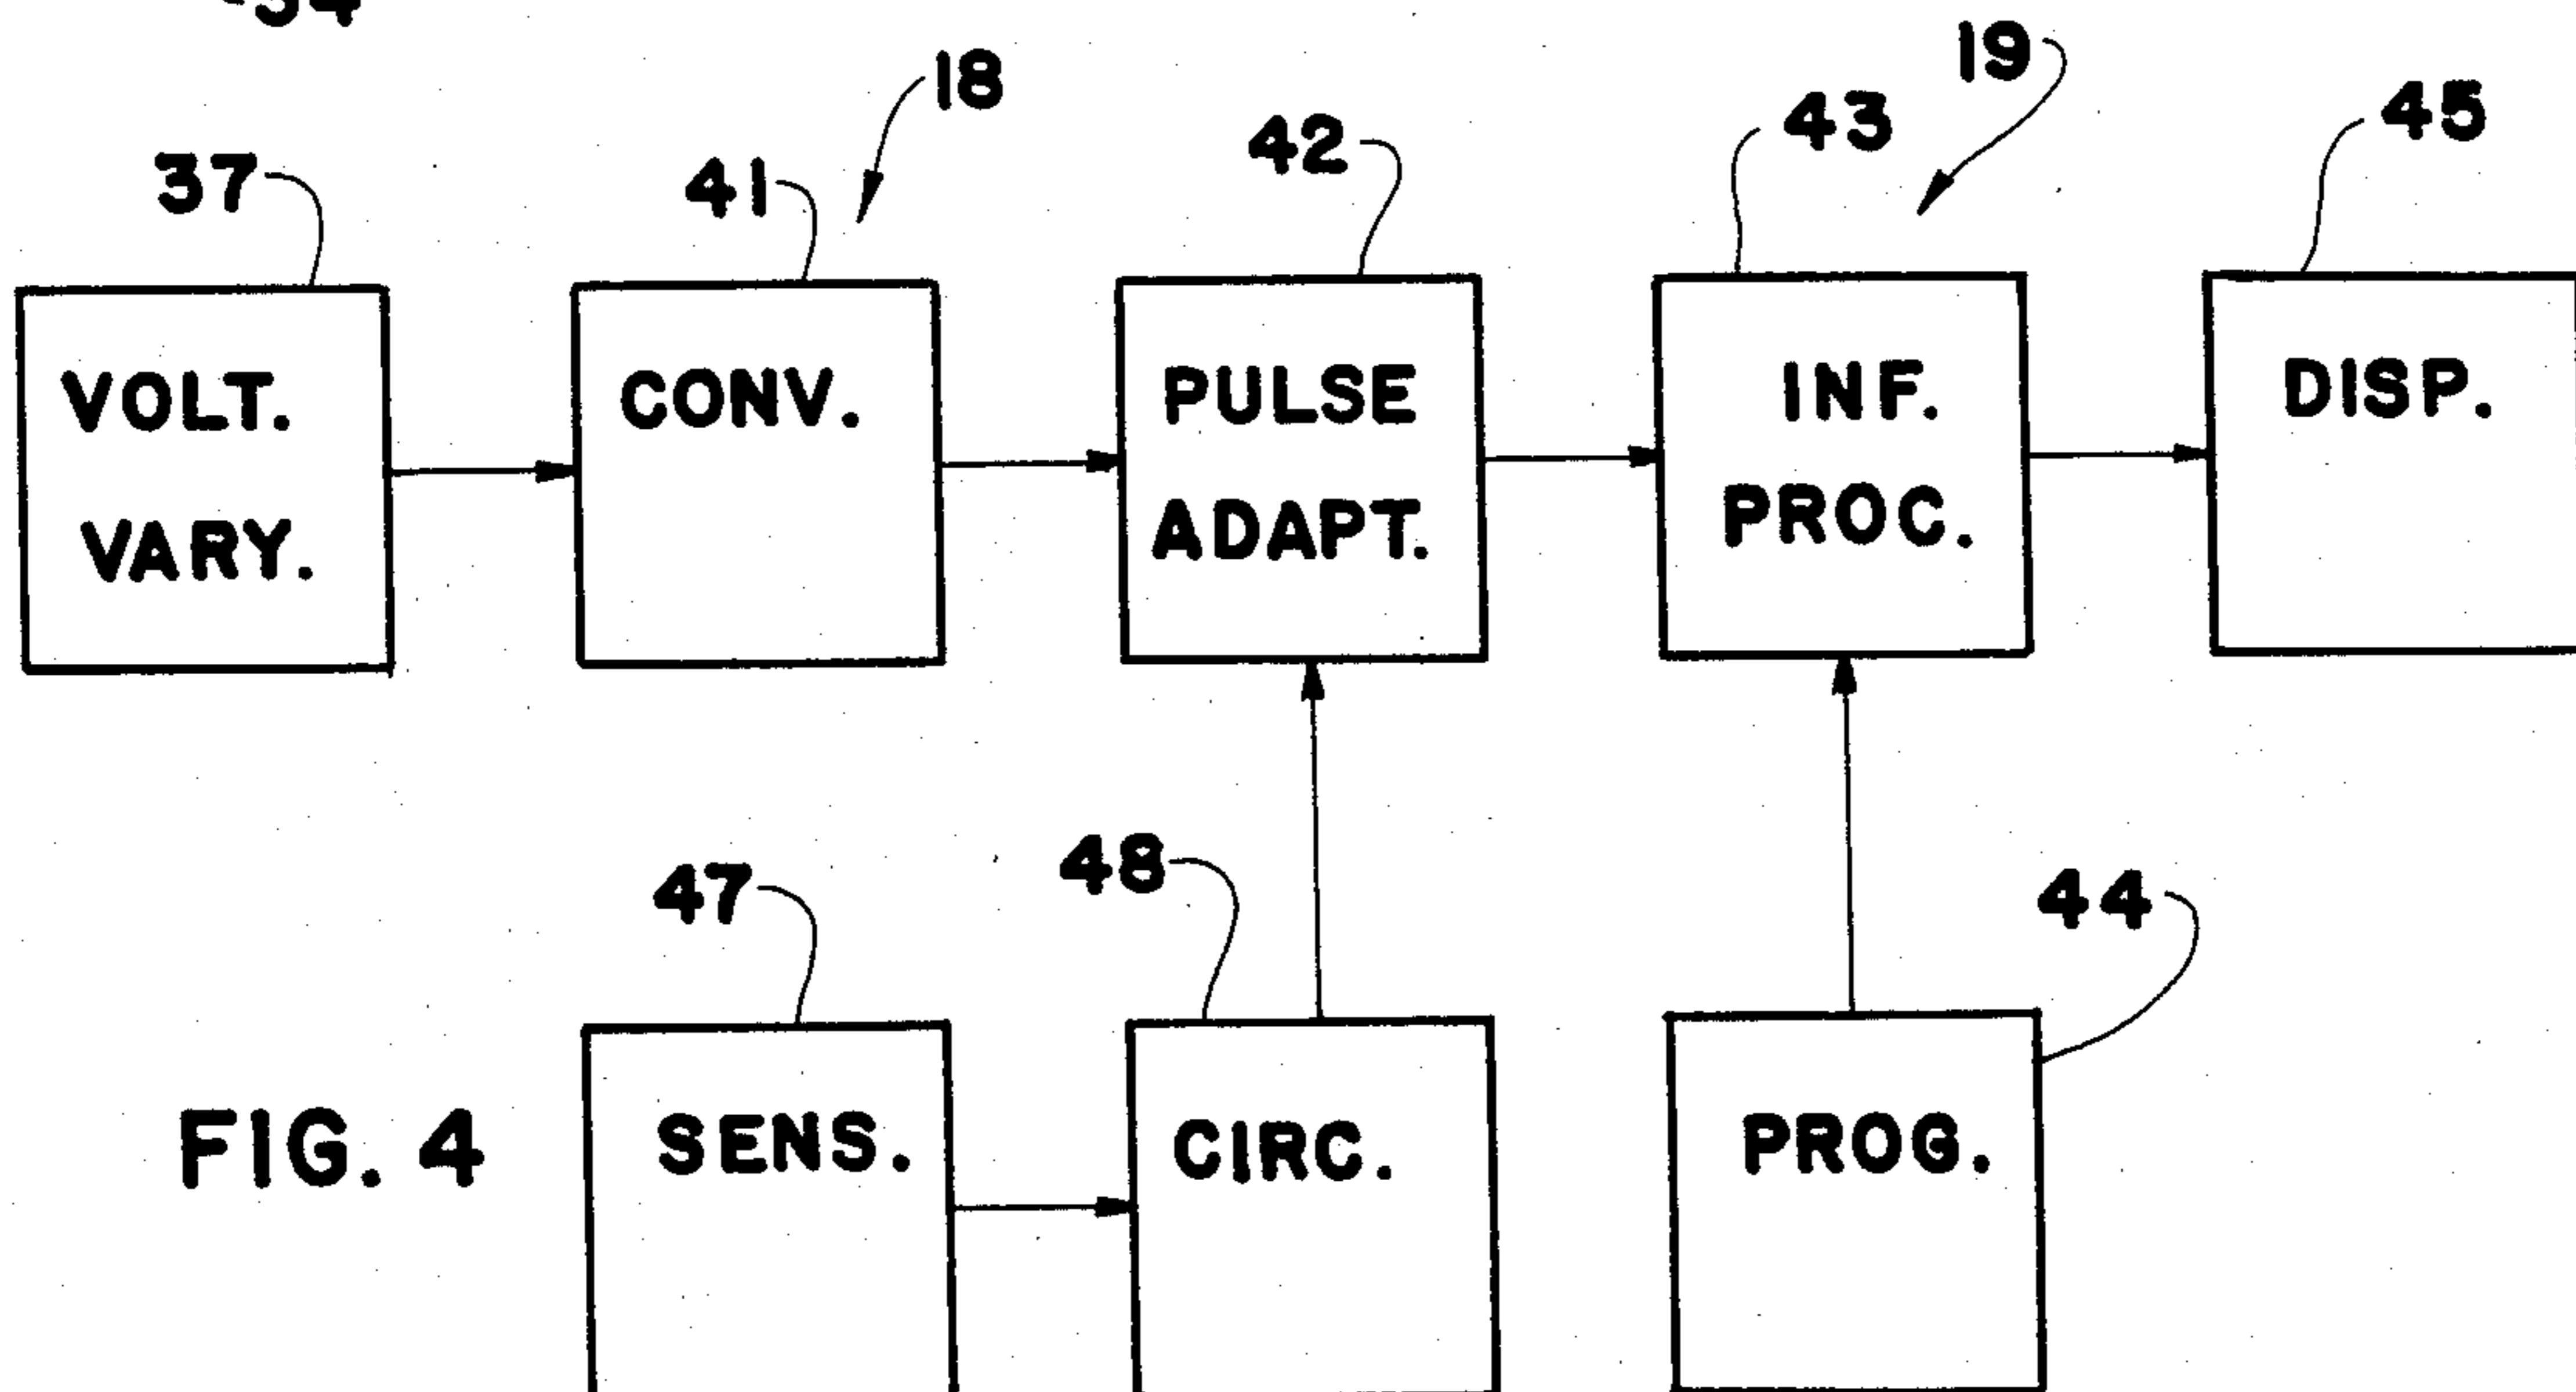 34
18
19
37
41
42
43
45
VOLT.
VARY.
CONV.
PULSE
ADAPT.
INF.
PROC.
DISP.
47
48
44
FIG. 4
SENS.
CIRC.
PROG.